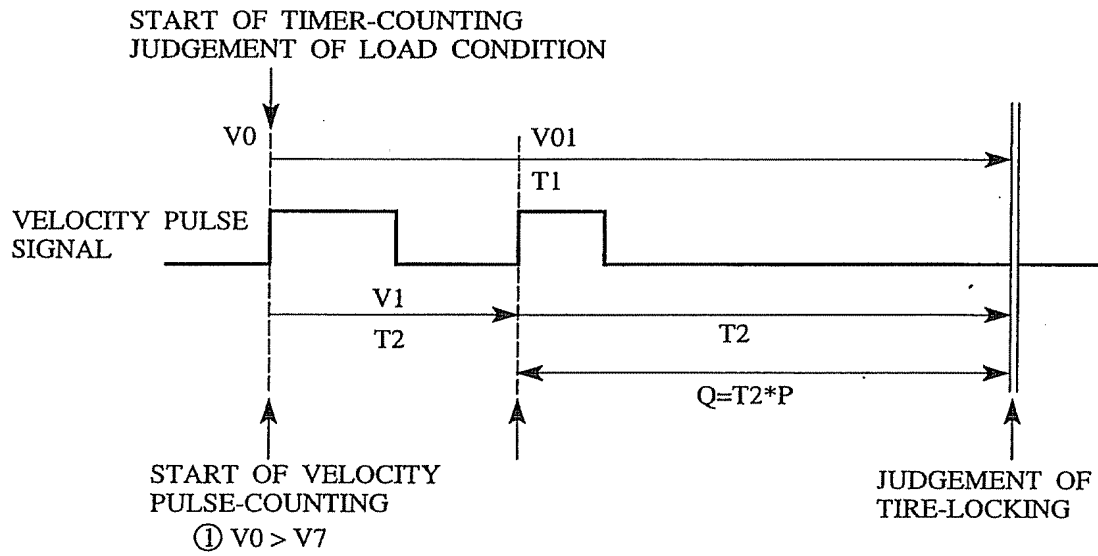 START OF TIMER-COUNTING
JUDGEMENT OF LOAD CONDITION
V0
V01
T1
VELOCITY PULSE
SIGNAL
V1
T2
T2
Q=T2*P
START OF VELOCITY
PULSE-COUNTING
① V0 > V7
JUDGEMENT OF
TIRE-LOCKING